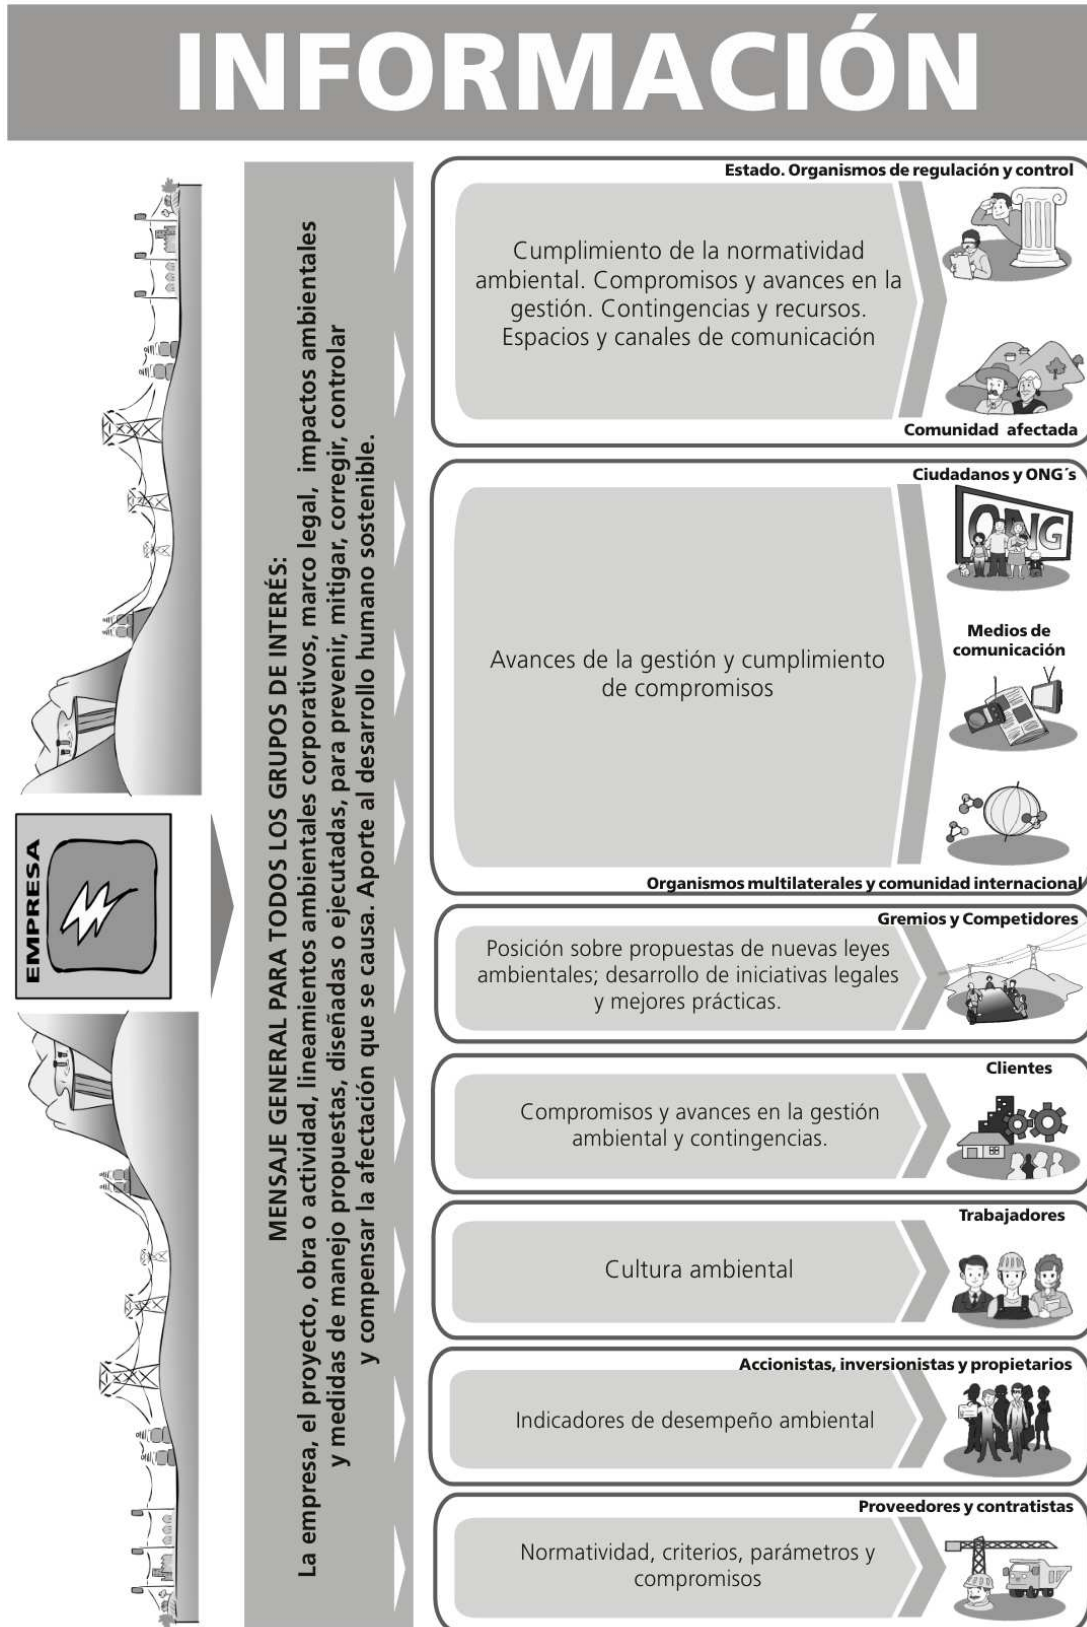 INFORMACIÓN
EMPRESA
MENSAJE GENERAL PARA TODOS LOS GRUPOS DE INTERÉS:
La empresa, el proyecto, obra o actividad, lineamientos ambientales corporativos, marco legal, impactos ambientales
y medidas de manejo propuestas, diseñadas o ejecutadas, para prevenir, mitigar, corregir, controlar
y compensar la afectación que se causa. Aporte al desarrollo humano sostenible.
Estado. Organismos de regulación y control
Cumplimiento de la normatividad
ambiental. Compromisos y avances en la
gestión. Contingencias y recursos.
Espacios y canales de comunicación
Comunidad afectada
Ciudadanos y ONG´s
ONG
Medios de
comunicación
Avances de la gestión y cumplimiento
de compromisos
Organismos multilaterales y comunidad internacional
Gremios y Competidores
Posición sobre propuestas de nuevas leyes
ambientales; desarrollo de iniciativas legales
y mejores prácticas.
Clientes
Compromisos y avances en la gestión
ambiental y contingencias.
Trabajadores
Cultura ambiental
Accionistas, inversionistas y propietarios
Indicadores de desempeño ambiental
Proveedores y contratistas
Normatividad, criterios, parámetros y
compromisos